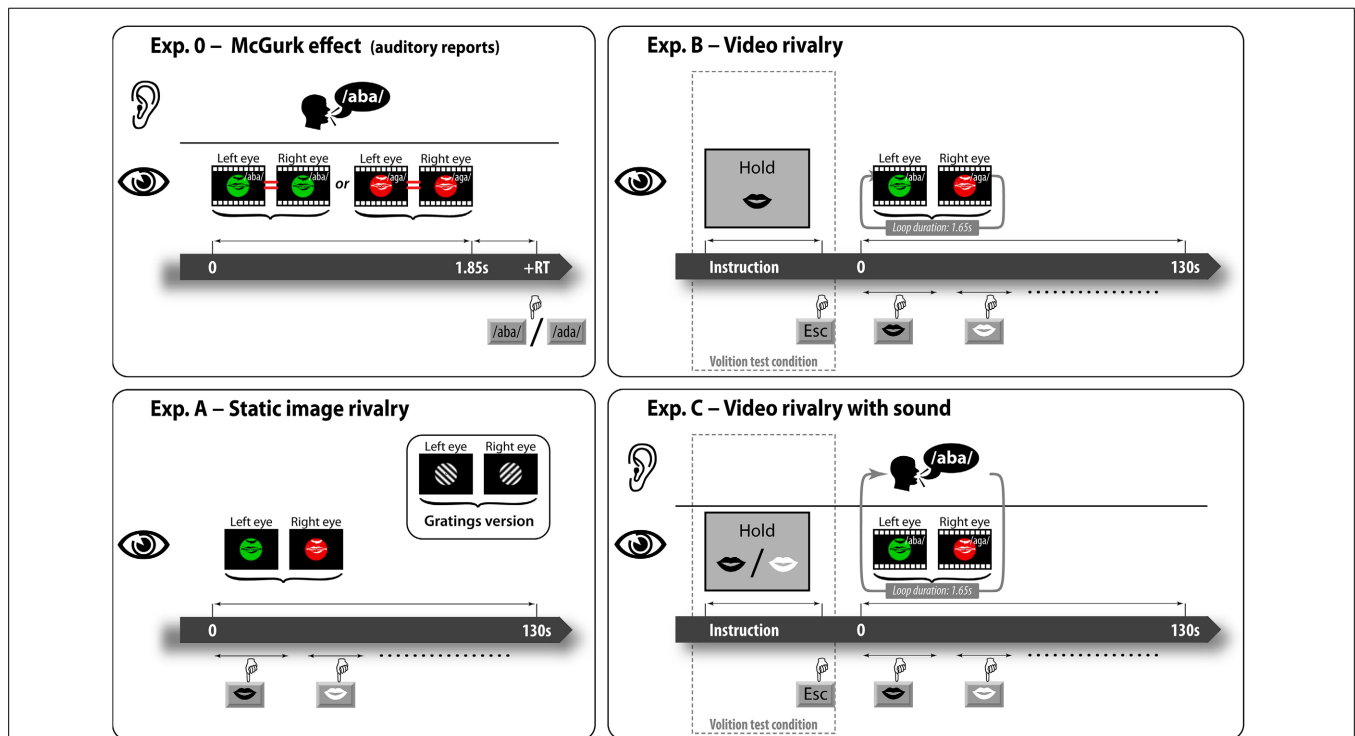 Exp. 0 – McGurk effect (auditory reports)
/aba/
Left eye Right eye Left eye Right eye
/aba/ = /aba/ or /aga/ = /aga/
0 1.85s +RT
/aba/ / /ada/
Exp. B – Video rivalry
Hold
Left eye Right eye
/aba/ /aga/
Loop duration: 1.65s
Instruction 0 130s
Esc
Volition test condition
Exp. A – Static image rivalry
Left eye Right eye
Gratings version
Left eye Right eye
0 130s
Exp. C – Video rivalry with sound
/aba/
Hold
/
Left eye Right eye
/aba/ /aga/
Loop duration: 1.65s
Instruction 0 130s
Esc
Volition test condition